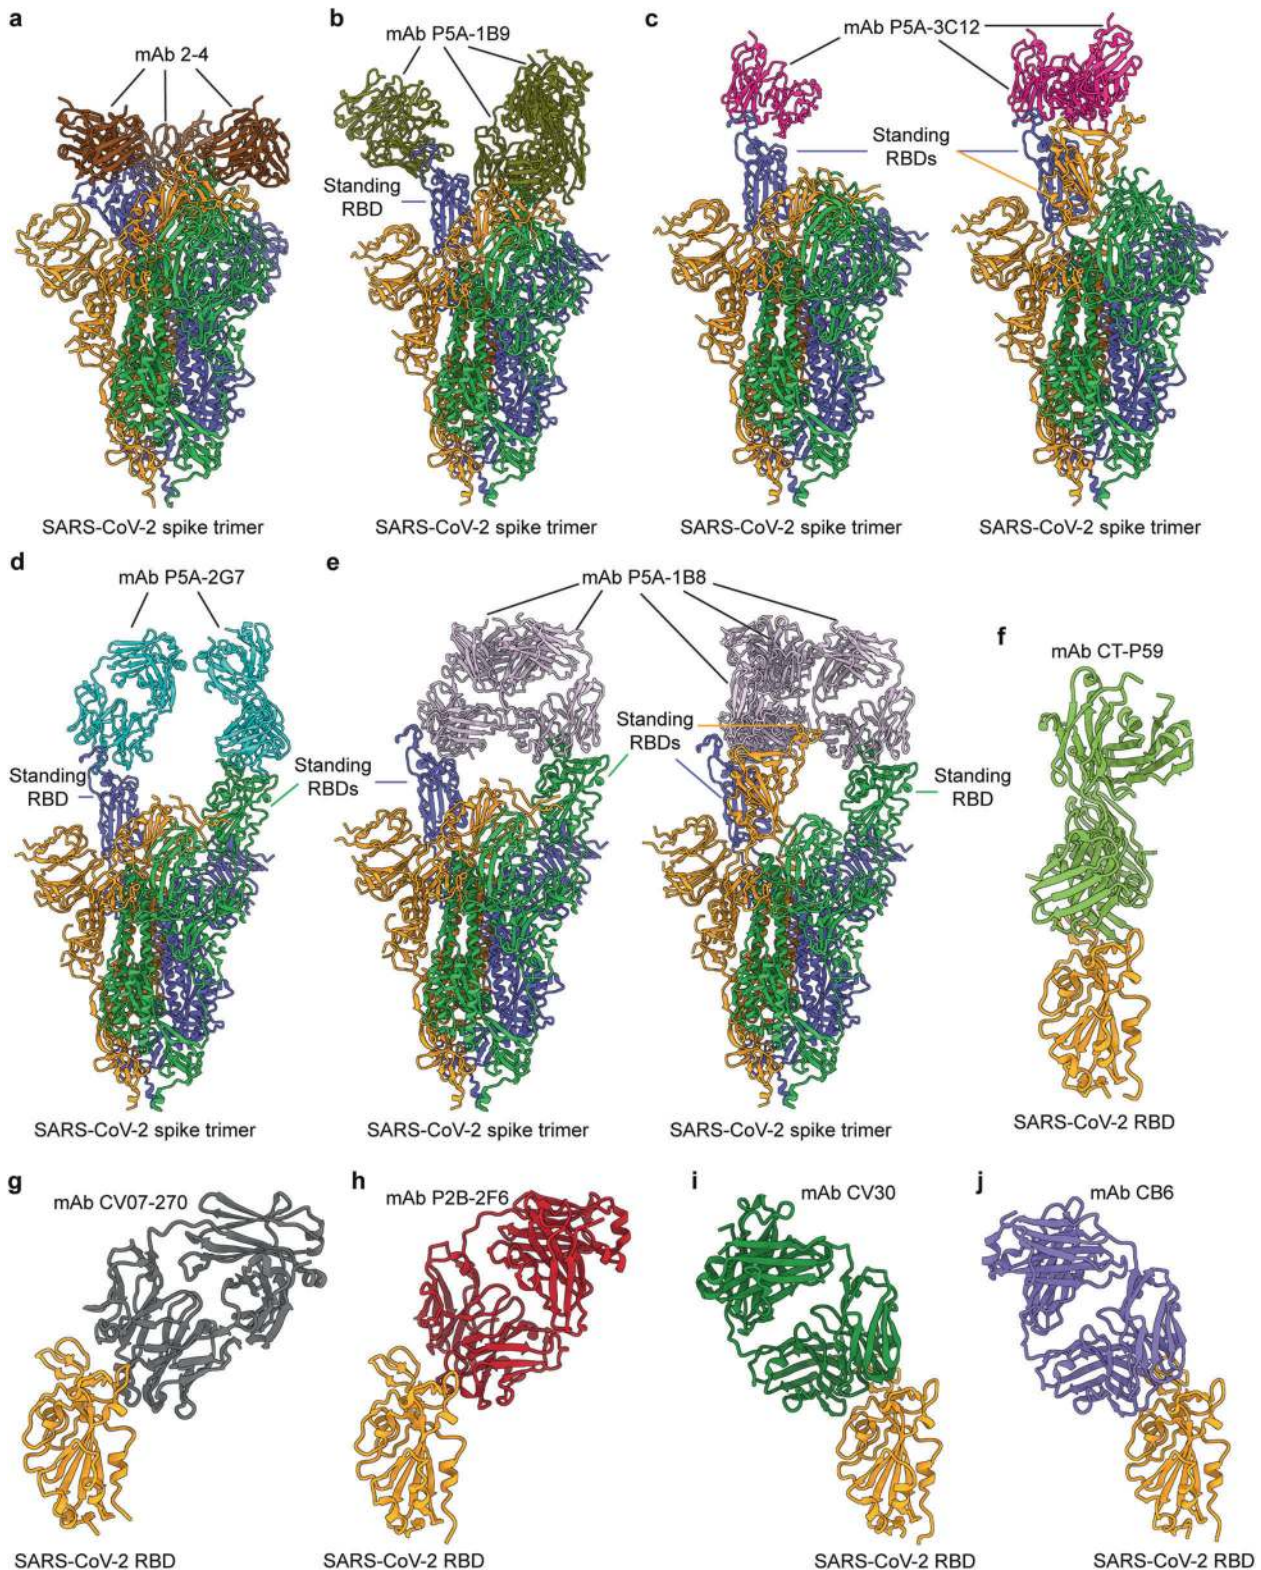 a
mAb 2-4
SARS-CoV-2 spike trimer
b
mAb P5A-1B9
Standing
RBD
SARS-CoV-2 spike trimer
c
mAb P5A-3C12
Standing
RBDs
SARS-CoV-2 spike trimer
SARS-CoV-2 spike trimer
d
mAb P5A-2G7
Standing
RBD
Standing
RBDs
SARS-CoV-2 spike trimer
e
mAb P5A-1B8
Standing
RBDs
Standing
RBD
SARS-CoV-2 spike trimer
SARS-CoV-2 spike trimer
f
mAb CT-P59
SARS-CoV-2 RBD
g
mAb CV07-270
SARS-CoV-2 RBD
h
mAb P2B-2F6
SARS-CoV-2 RBD
i
mAb CV30
SARS-CoV-2 RBD
j
mAb CB6
SARS-CoV-2 RBD